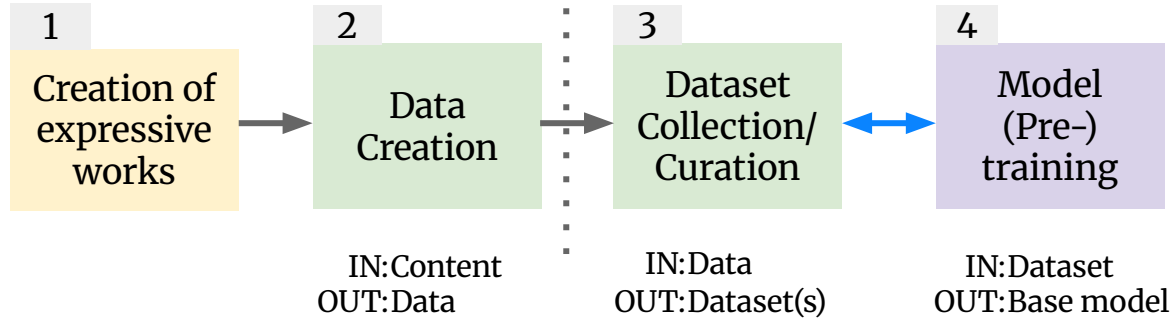 1
Creation of
expressive
works
2
Data
Creation
IN:Content
OUT:Data
3
Dataset
Collection/
Curation
IN:Data
OUT:Dataset(s)
4
Model
(Pre-)
training
IN:Dataset
OUT:Base model